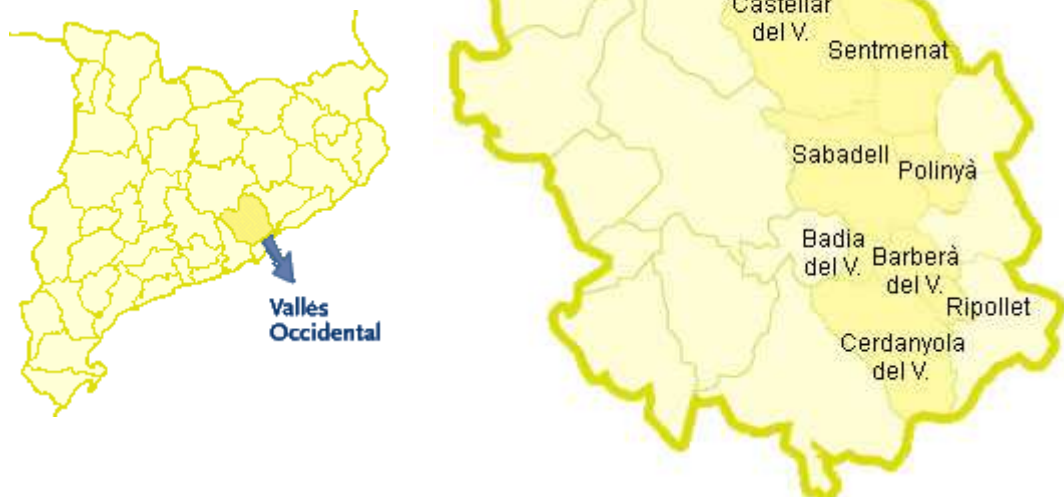 Vallès
Occidental
Castellar
del V.
Sentmenat
Sabadell
Polinyà
Badia
del V.
Barberà
del V.
Ripollet
Cerdanyola
del V.